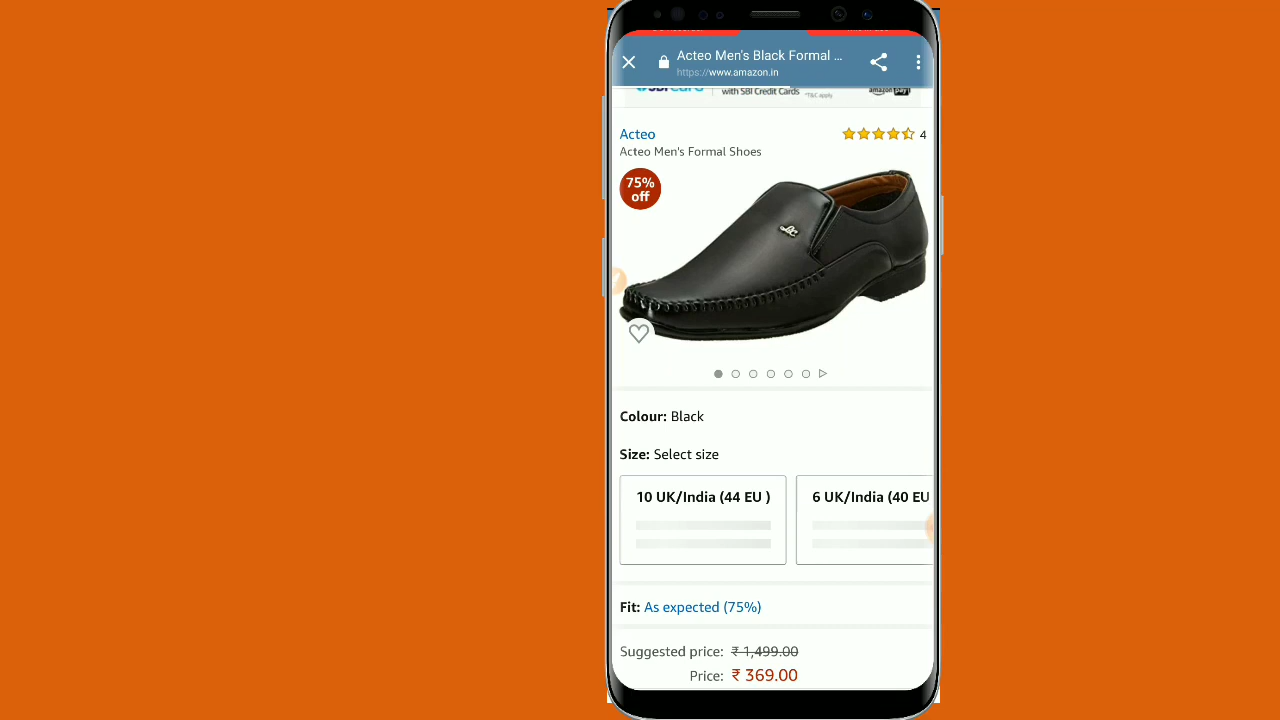 Acteo Men's Black Formal ...
https://www.amazon.in
with SBI Credit Cards *T&C apply
amazon pay
Acteo
4
Acteo Men's Formal Shoes
75%
off
Colour: Black
Size: Select size
10 UK/India (44 EU )
6 UK/India (40 EU
Fit: As expected (75%)
Suggested price: ₹ 1,499.00
Price: ₹ 369.00